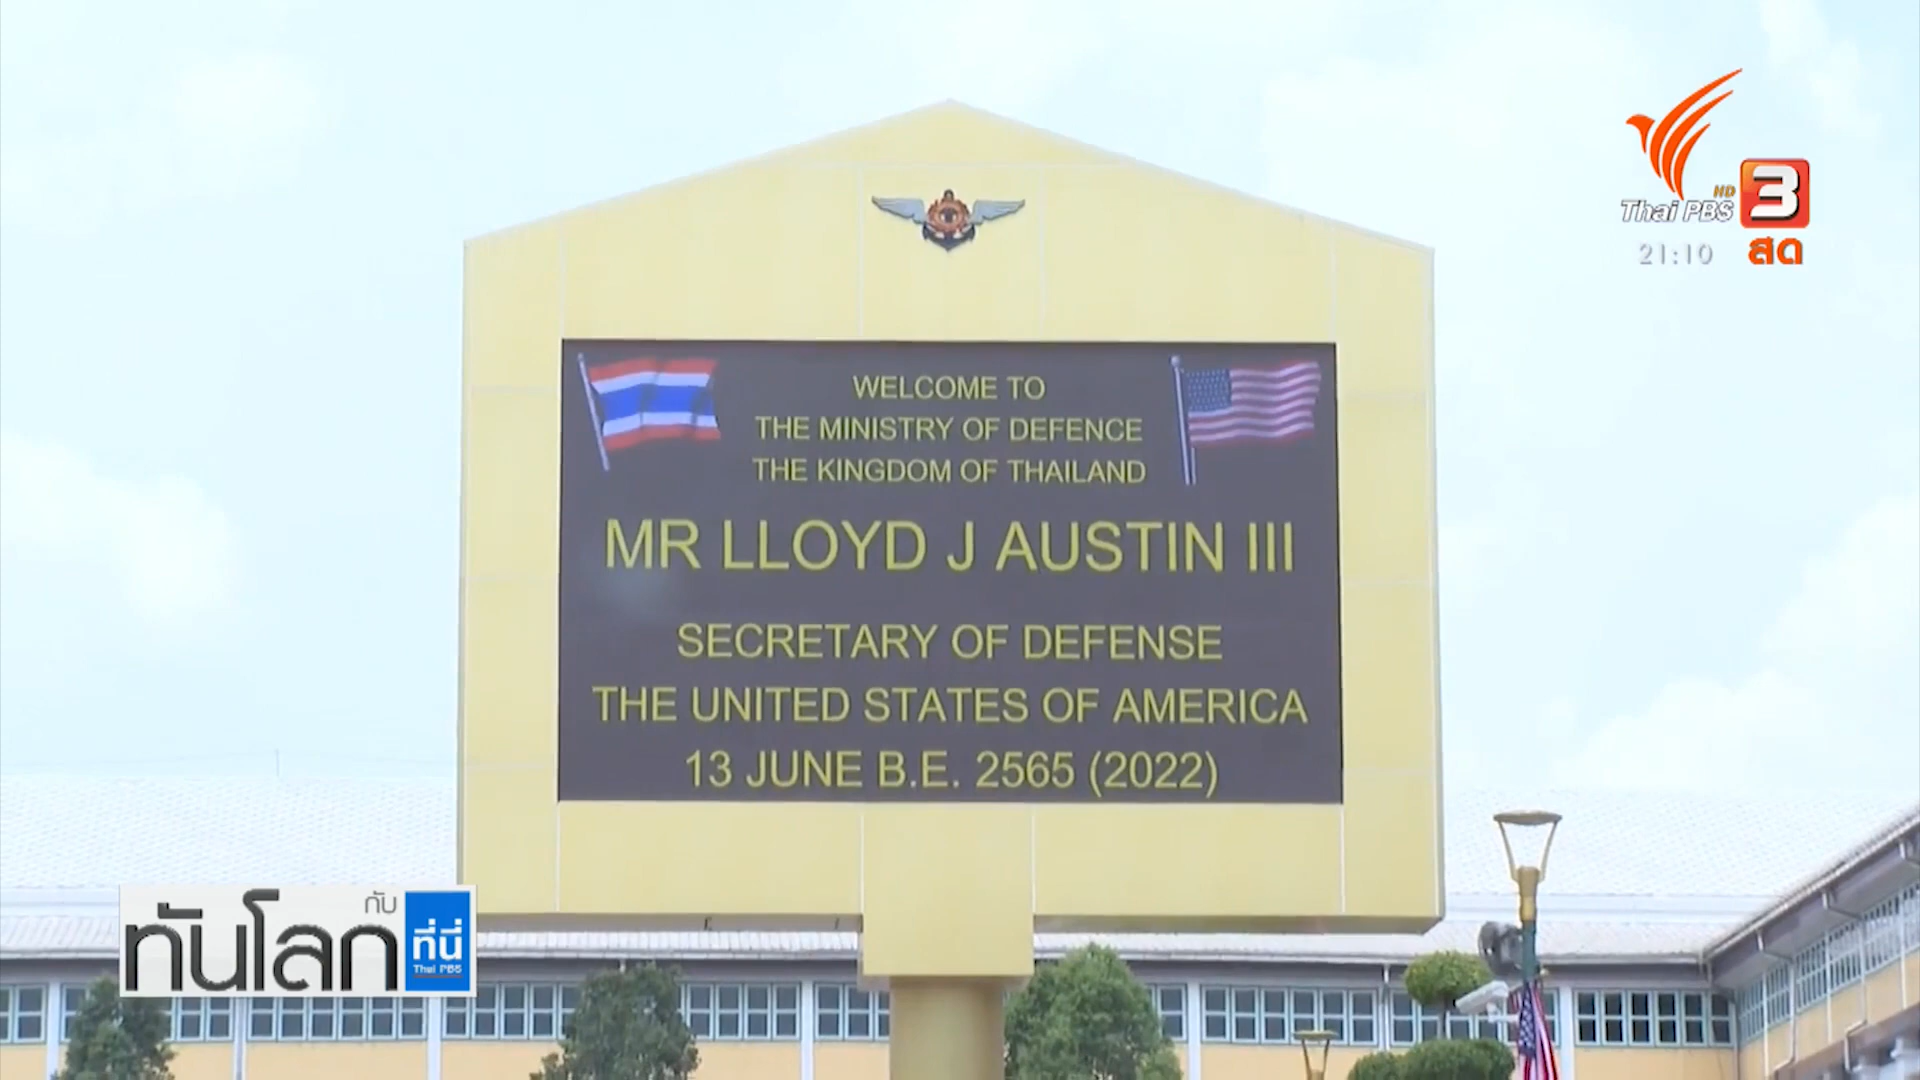 WELCOME TO
THE MINISTRY OF DEFENCE
THE KINGDOM OF THAILAND
MR LLOYD J AUSTIN III
SECRETARY OF DEFENSE
THE UNITED STATES OF AMERICA
13 JUNE B.E. 2565 (2022)
HD
Thai PBS 3
21:10 สด
ทันโลก กับ ที่นี่
Thai PBS